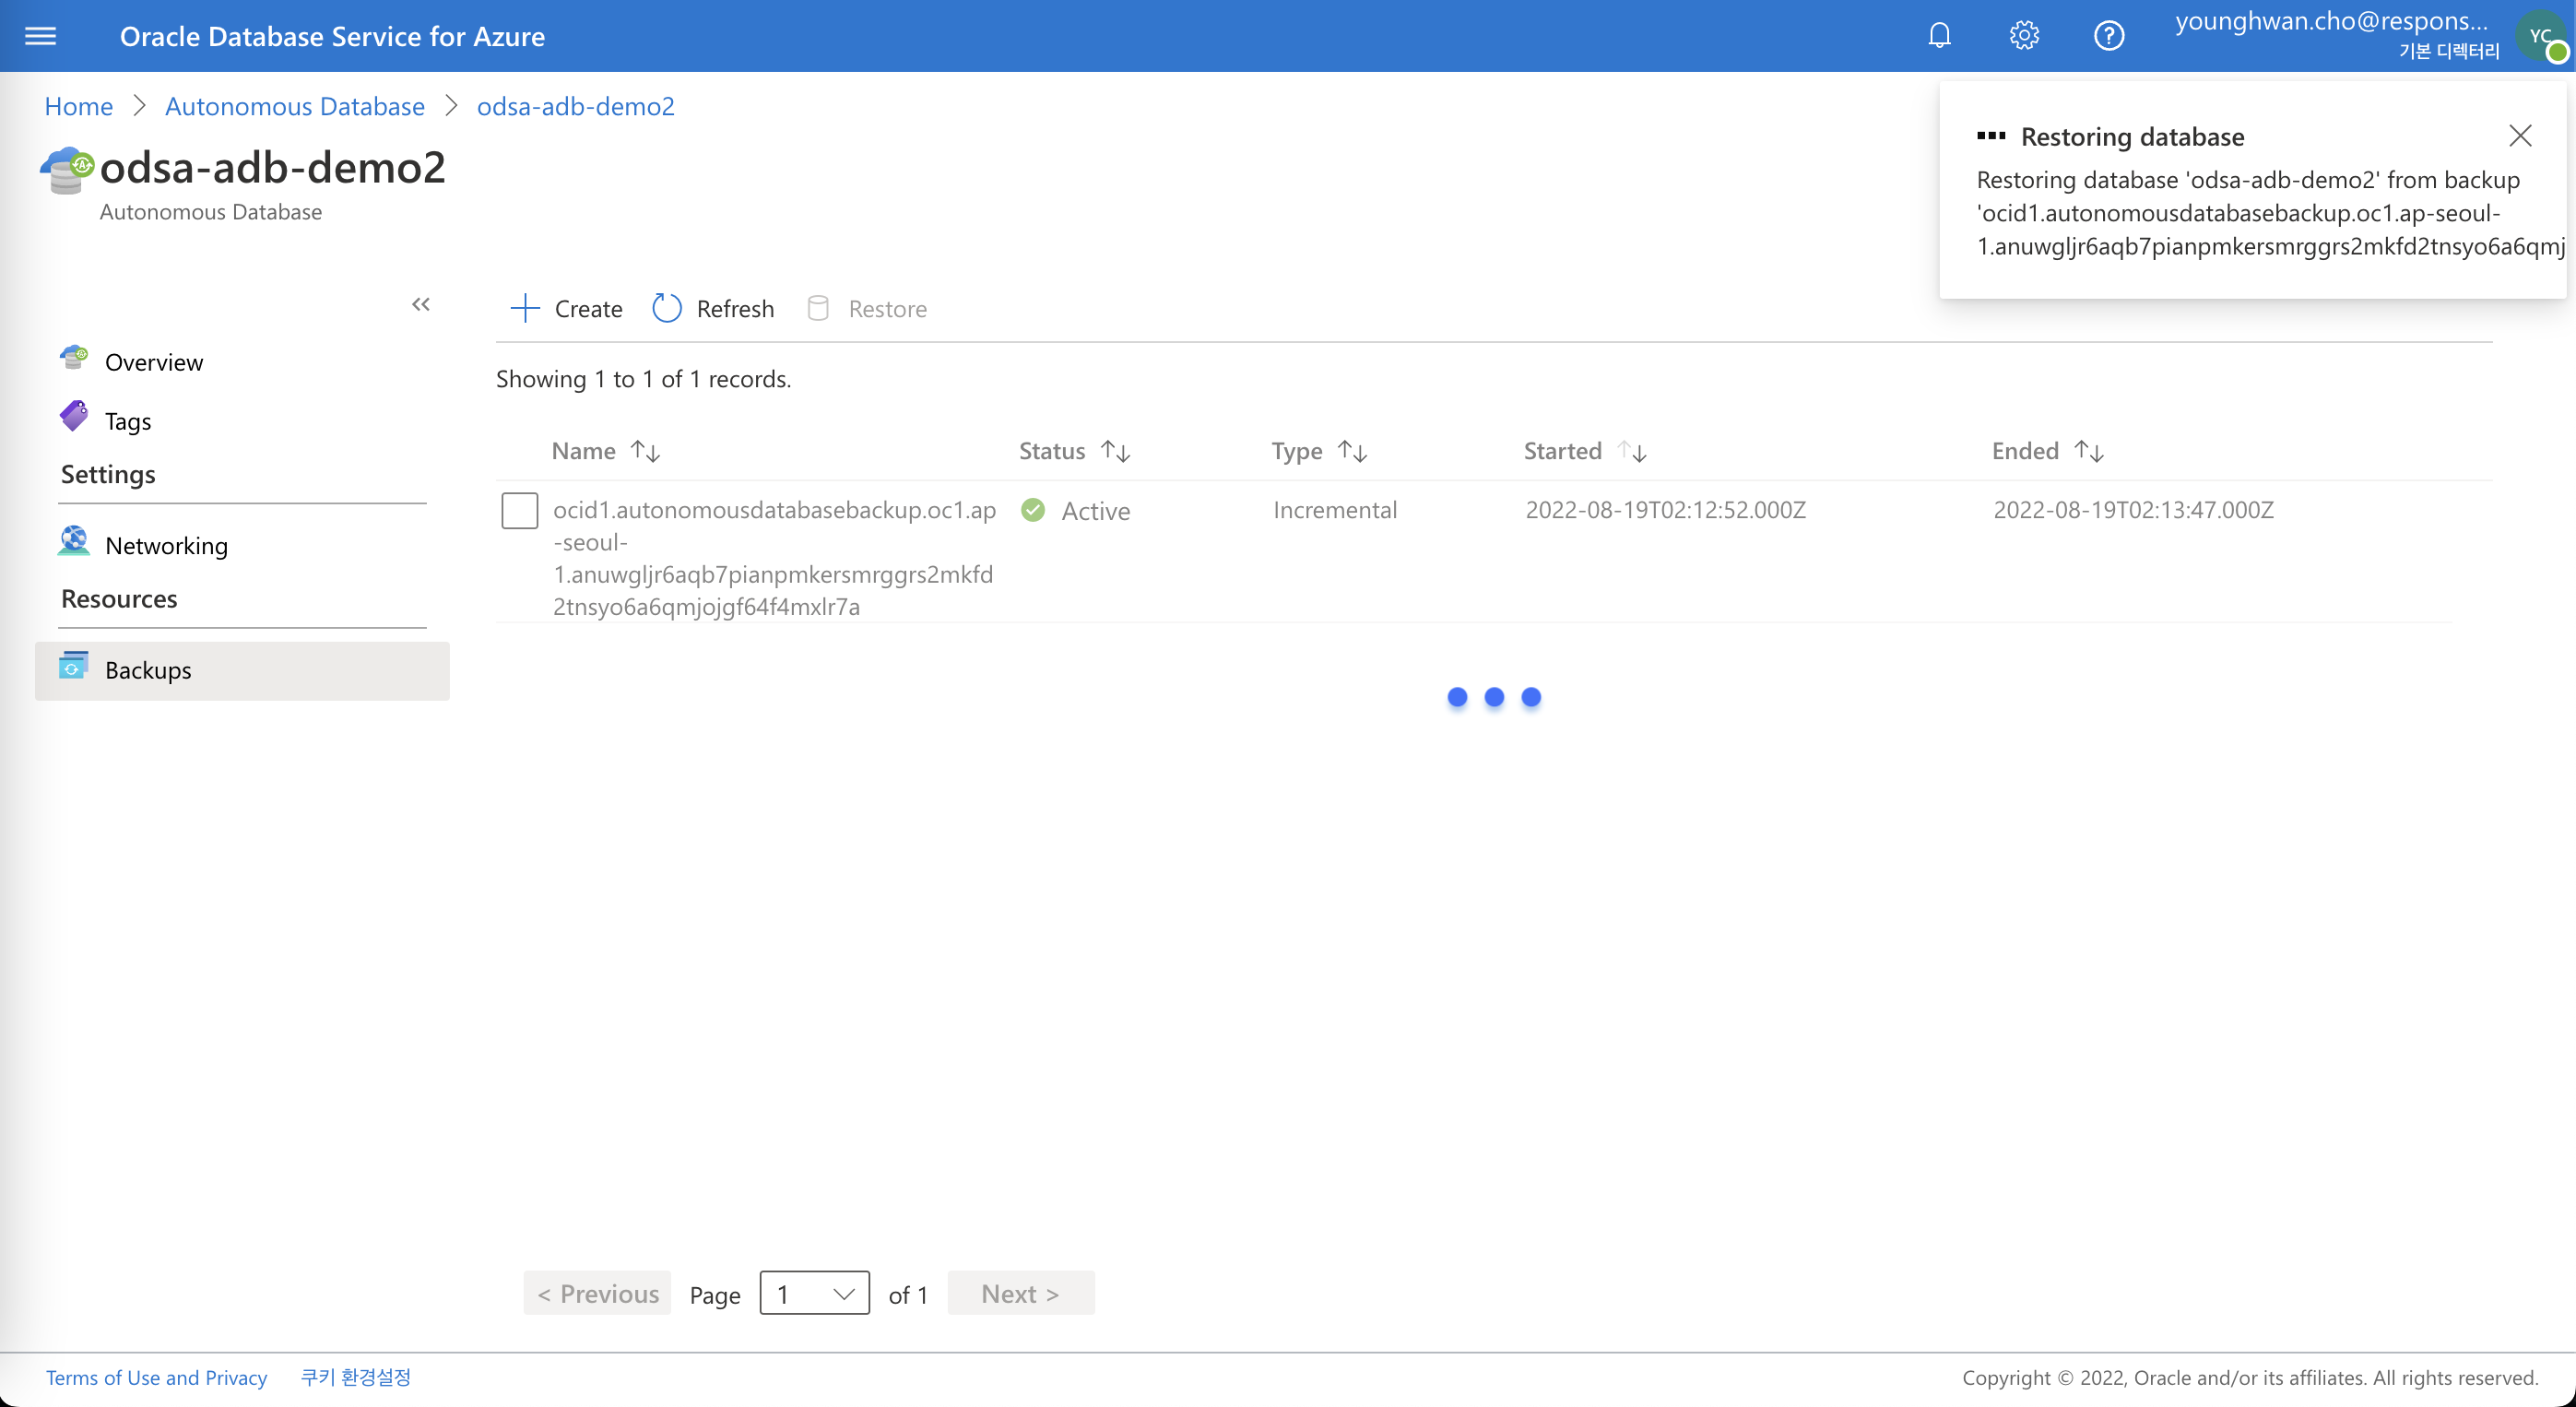 Oracle Database Service for Azure
younghwan.cho@respons...
기본 디렉터리
YC
Home > Autonomous Database > odsa-adb-demo2
odsa-adb-demo2
Autonomous Database
Restoring database
Restoring database 'odsa-adb-demo2' from backup
'ocid1.autonomousdatabasebackup.oc1.ap-seoul-
1.anuwgljr6aqb7pianpmkersmrggrs2mkfd2tnsyo6a6qmj
Create Refresh Restore
Overview
Tags
Settings
Networking
Resources
Backups
Showing 1 to 1 of 1 records.
Name Status Type Started Ended
ocid1.autonomousdatabasebackup.oc1.ap Active Incremental 2022-08-19T02:12:52.000Z 2022-08-19T02:13:47.000Z
-seoul-
1.anuwgljr6aqb7pianpmkersmrggrs2mkfd
2tnsyo6a6qmjojgf64f4mxlr7a
< Previous Page 1 of 1 Next >
Terms of Use and Privacy 쿠키 환경설정
Copyright © 2022, Oracle and/or its affiliates. All rights reserved.